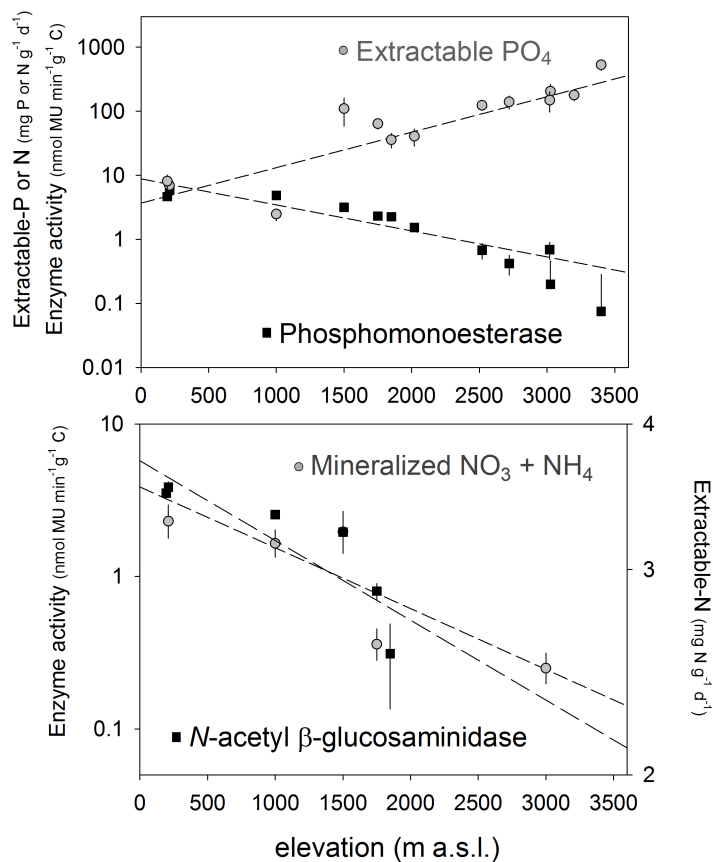 Extractable-P or N (mg P or N g⁻¹ d⁻¹)
Enzyme activity (nmol MU min⁻¹g⁻¹ C)
1000
100
10
1
0.1
0.01
Extractable PO₄
Phosphomonoesterase
0 500 1000 1500 2000 2500 3000 3500
Enzyme activity (nmol MU min⁻¹g⁻¹ C)
10
1
0.1
Mineralized NO₃ + NH₄
N-acetyl β-glucosaminidase
4
3
2
Extractable-N (mg N g⁻¹ d⁻¹)
0 500 1000 1500 2000 2500 3000 3500
elevation (m a.s.l.)